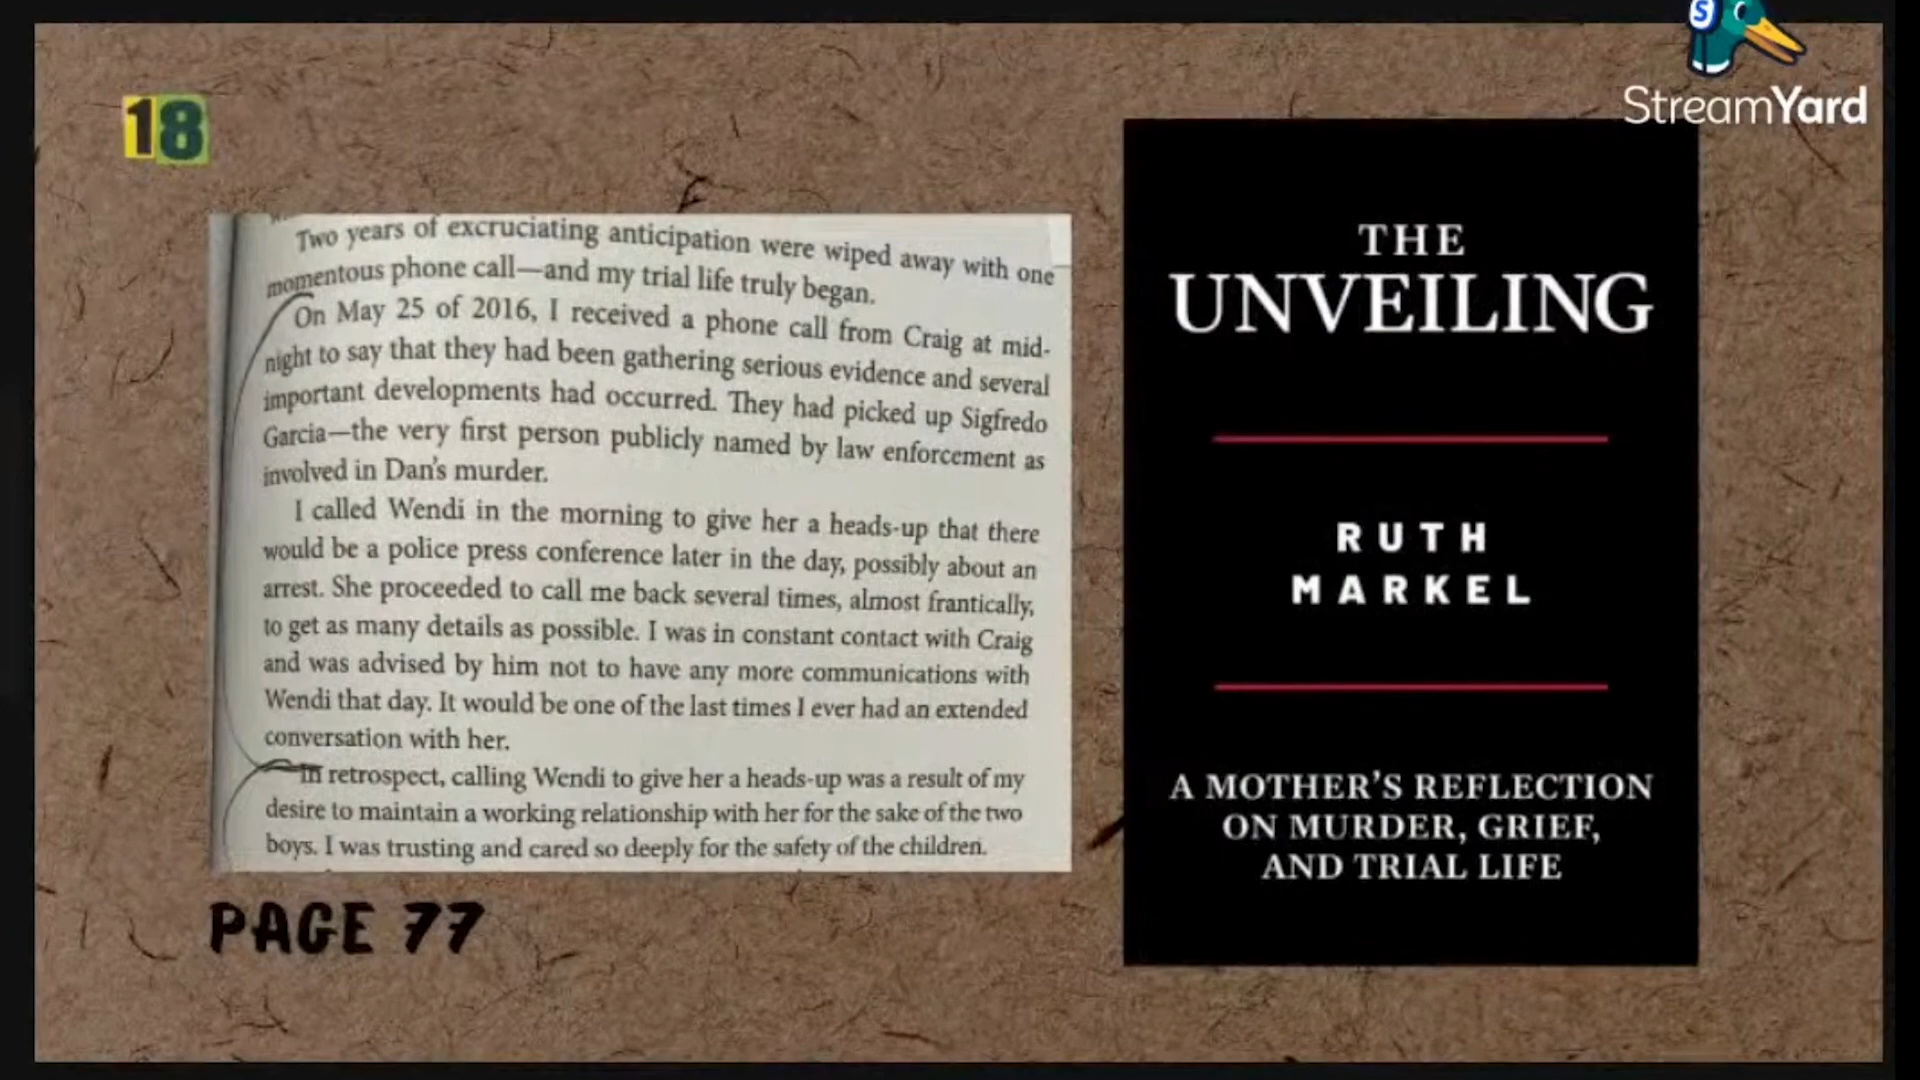 18
StreamYard
Two years of excruciating anticipation were wiped away with one
momentous phone call—and my trial life truly began.
On May 25 of 2016, I received a phone call from Craig at mid-
night to say that they had been gathering serious evidence and several
important developments had occurred. They had picked up Sigfredo
Garcia—the very first person publicly named by law enforcement as
involved in Dan's murder.
I called Wendi in the morning to give her a heads-up that there
would be a police press conference later in the day, possibly about an
arrest. She proceeded to call me back several times, almost frantically,
to get as many details as possible. I was in constant contact with Craig
and was advised by him not to have any more communications with
Wendi that day. It would be one of the last times I ever had an extended
conversation with her.
In retrospect, calling Wendi to give her a heads-up was a result of my
desire to maintain a working relationship with her for the sake of the two
boys. I was trusting and cared so deeply for the safety of the children.
PAGE 77
THE
UNVEILING
RUTH
MARKEL
A MOTHER'S REFLECTION
ON MURDER, GRIEF,
AND TRIAL LIFE